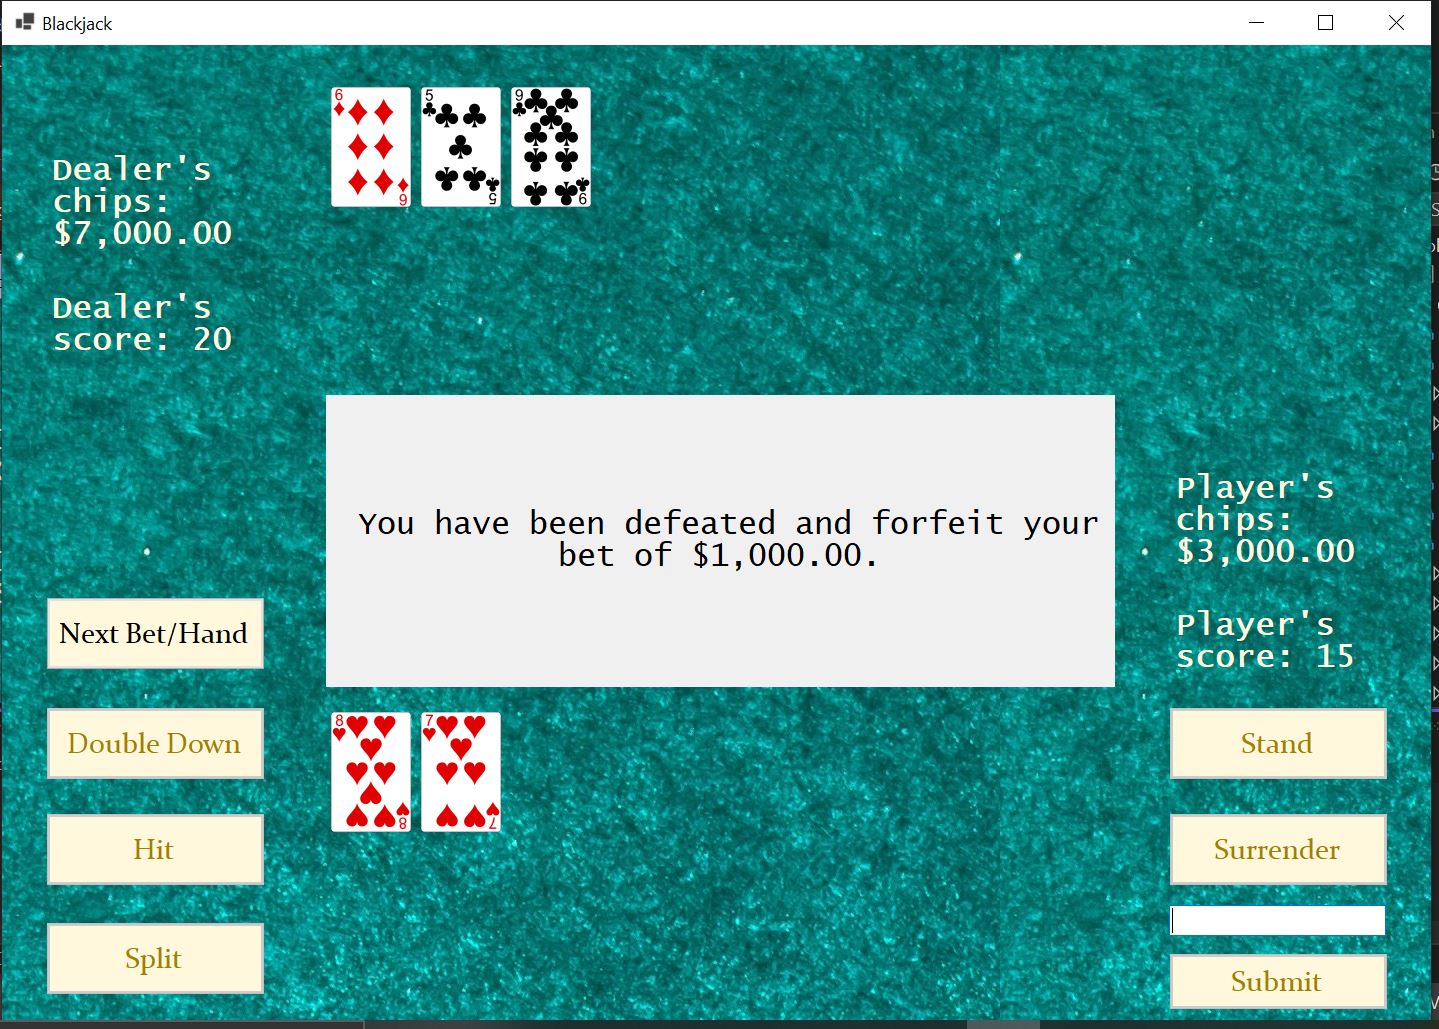 Blackjack
6 5 9
6 5 9
Dealer's
chips:
$7,000.00
Dealer's
score: 20
You have been defeated and forfeit your
bet of $1,000.00.
Player's
chips:
$3,000.00
Player's
score: 15
Next Bet/Hand
Double Down
Hit
Split
8 7
8 7
Stand
Surrender
Submit